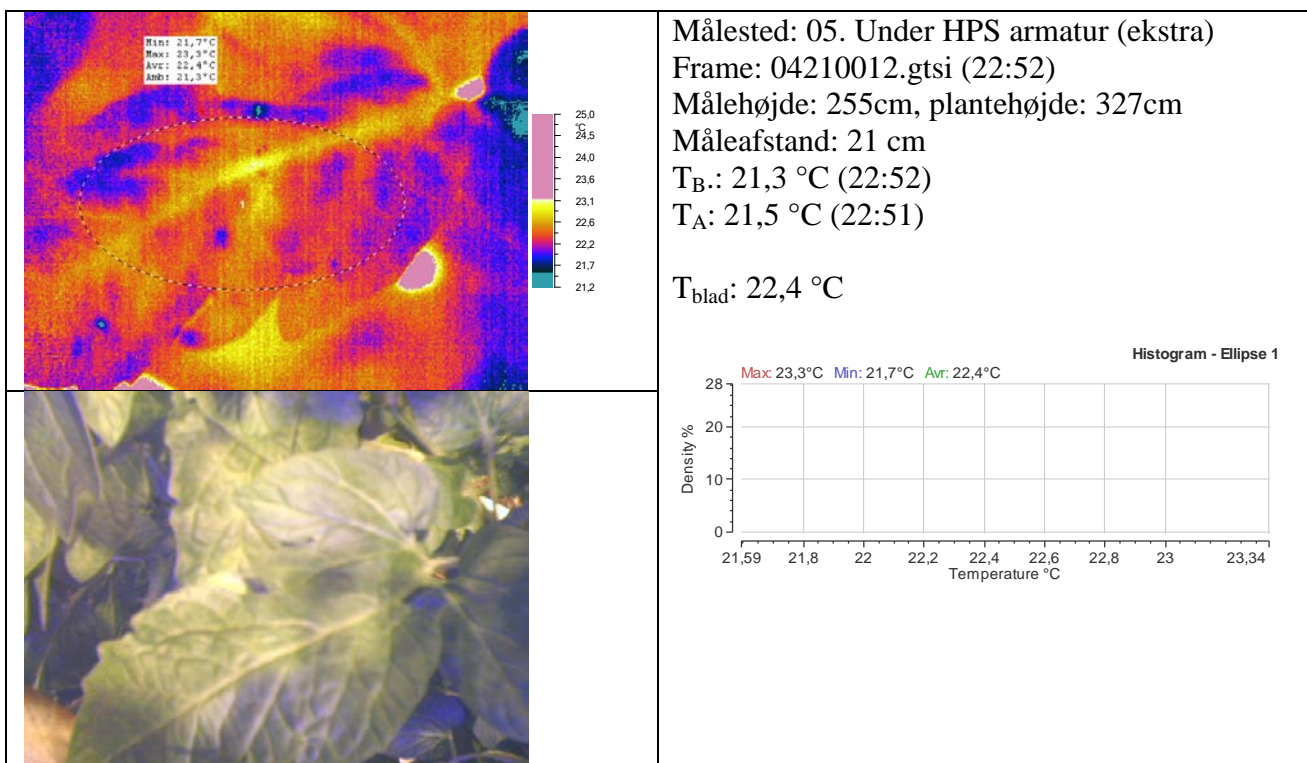 Min: 21,7°C
Max: 23,3°C
Avr: 22,4°C
Amb: 21,3°C
1
25,0
°C
24,5
24,0
23,6
23,1
22,6
22,2
21,7
21,2
Målested: 05. Under HPS armatur (ekstra)
Frame: 04210012.gtsi (22:52)
Målehøjde: 255cm, plantehøjde: 327cm
Måleafstand: 21 cm
TB.: 21,3 °C (22:52)
TA: 21,5 °C (22:51)
Tblad: 22,4 °C
Histogram - Ellipse 1
Max: 23,3°C Min: 21,7°C Avr: 22,4°C
Density %
28
20
10
0
21,59 21,8 22 22,2 22,4 22,6 22,8 23 23,34
Temperature °C